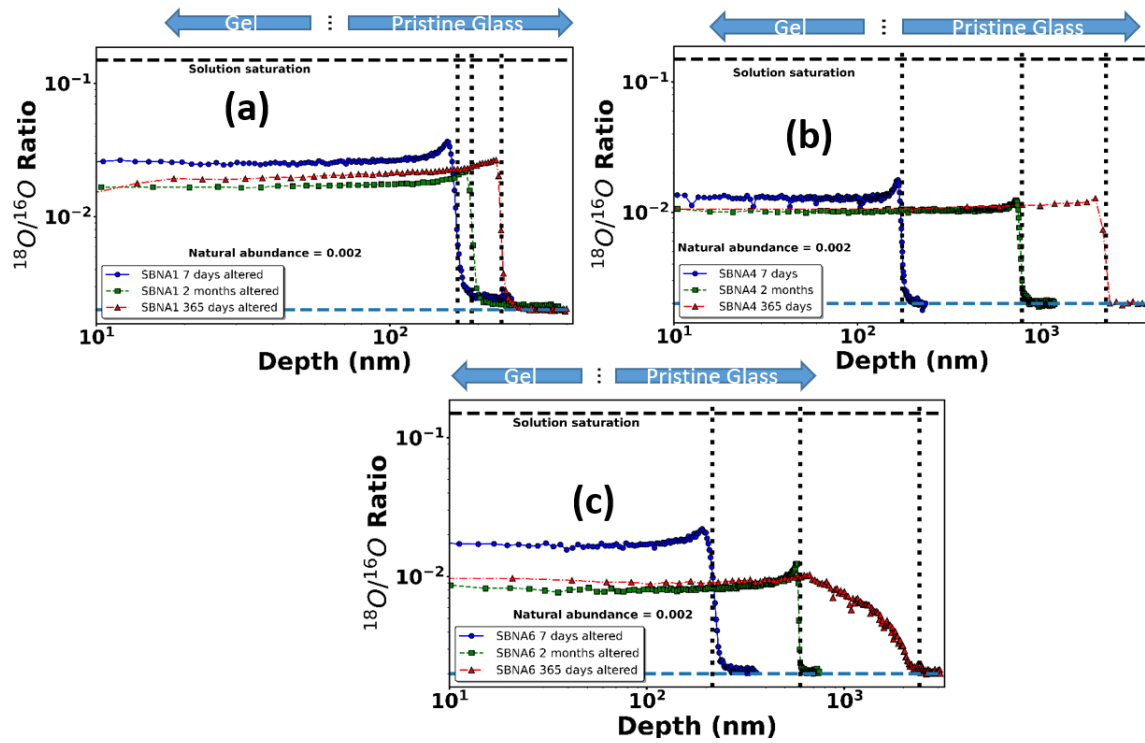 Gel
Pristine Glass
Gel
Pristine Glass
10⁻¹
Solution saturation
(a)
¹⁸O/¹⁶O Ratio
10⁻²
Natural abundance = 0.002
SBNA1 7 days altered
SBNA1 2 months altered
SBNA1 365 days altered
10¹
10²
Depth (nm)
10⁻¹
Solution saturation
(b)
¹⁸O/¹⁶O Ratio
10⁻²
Natural abundance = 0.002
SBNA4 7 days
SBNA4 2 months
SBNA4 365 days
10¹
10²
10³
Depth (nm)
Gel
Pristine Glass
10⁻¹
Solution saturation
(c)
¹⁸O/¹⁶O Ratio
10⁻²
Natural abundance = 0.002
SBNA6 7 days altered
SBNA6 2 months altered
SBNA6 365 days altered
10¹
10²
10³
Depth (nm)